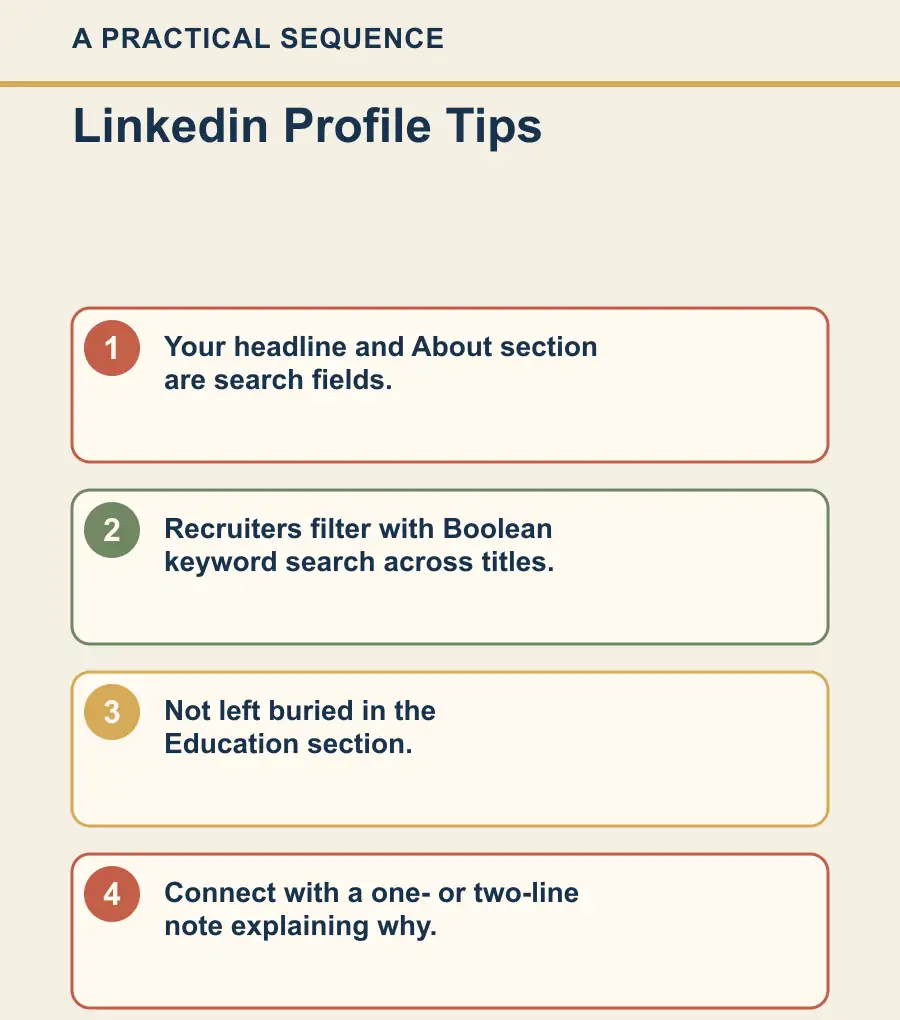 A PRACTICAL SEQUENCE
Linkedin Profile Tips
1
Your headline and About section
are search fields.
2
Recruiters filter with Boolean
keyword search across titles.
3
Not left buried in the
Education section.
4
Connect with a one- or two-line
note explaining why.